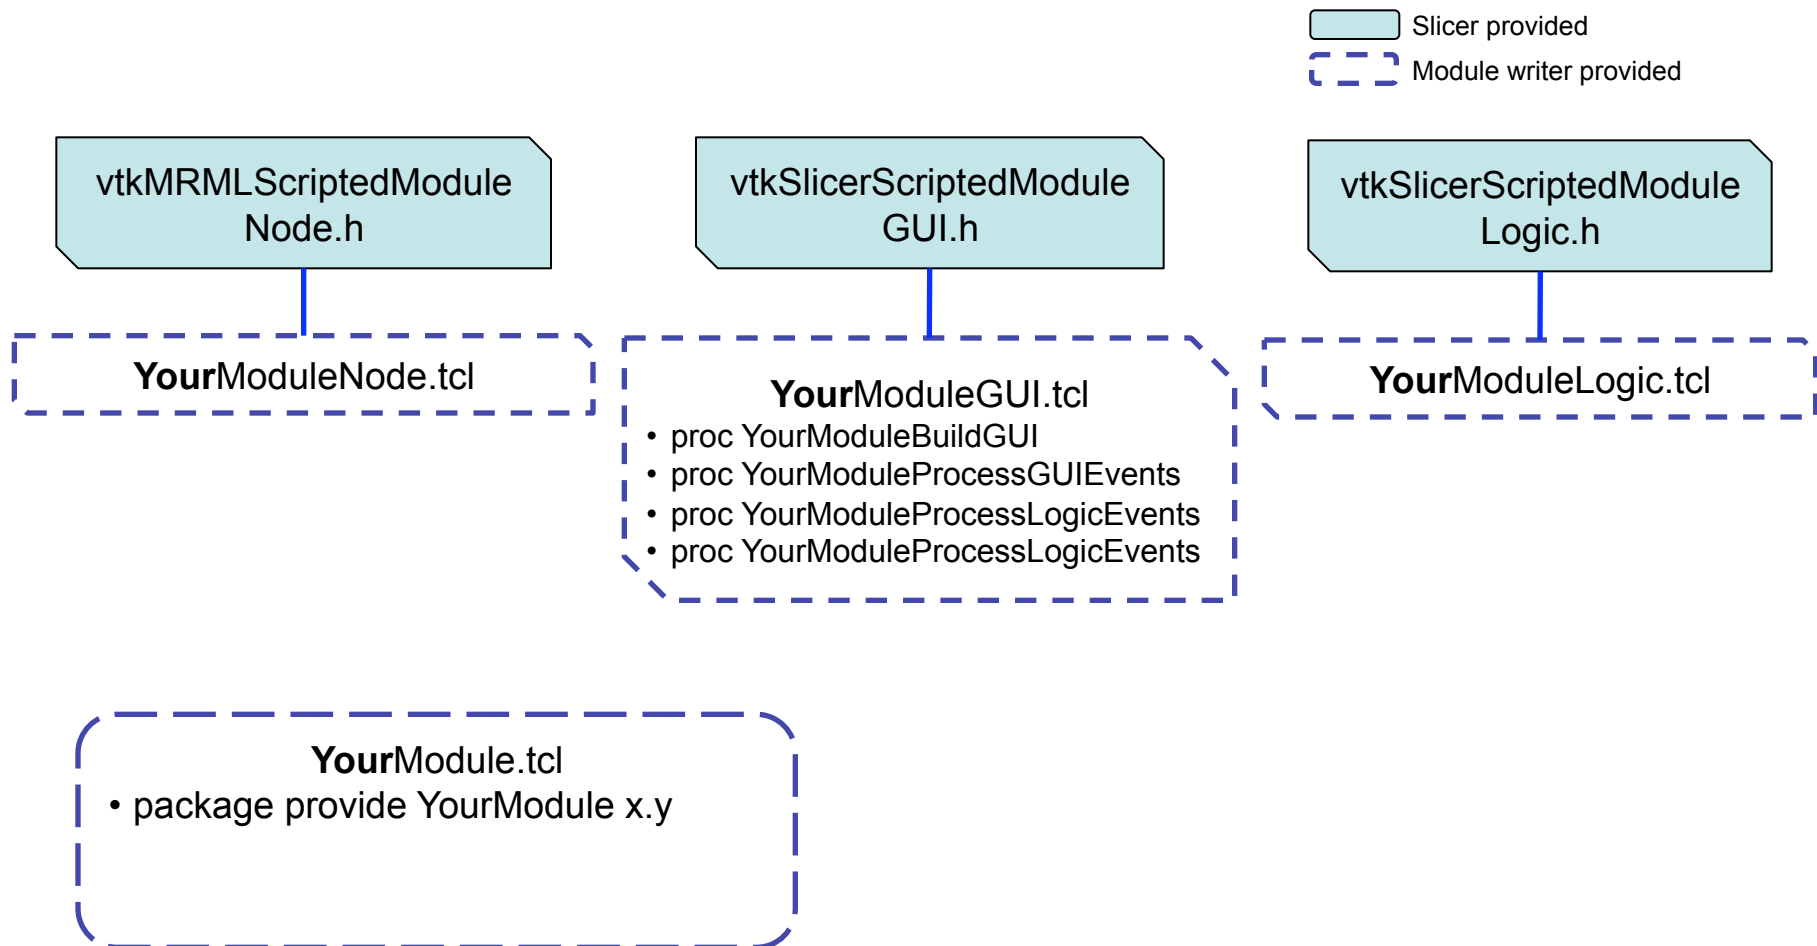 Slicer provided
Module writer provided
vtkMRMLScriptedModule
Node.h
vtkSlicerScriptedModule
GUI.h
vtkSlicerScriptedModule
Logic.h
YourModuleNode.tcl
YourModuleGUI.tcl
• proc YourModuleBuildGUI
• proc YourModuleProcessGUIEvents
• proc YourModuleProcessLogicEvents
• proc YourModuleProcessLogicEvents
YourModuleLogic.tcl
YourModule.tcl
• package provide YourModule x.y